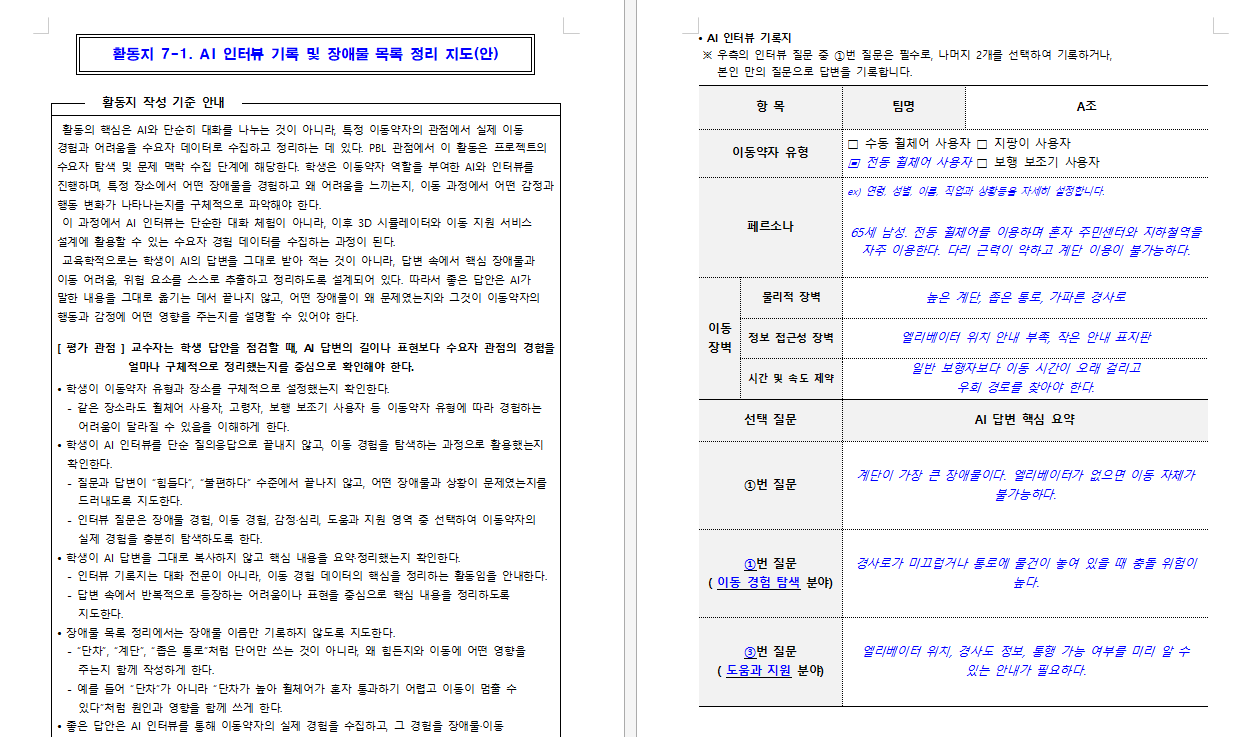 활동지 7-1. AI 인터뷰 기록 및 장애물 목록 정리 지도(안)
활동지 작성 기준 안내
활동의 핵심은 AI와 단순히 대화를 나누는 것이 아니라, 특정 이동약자의 관점에서 실제 이동
경험과 어려움을 수요자 데이터로 수집하고 정리하는 데 있다. PBL 관점에서 이 활동은 프로젝트의
수요자 탐색 및 문제 맥락 수집 단계에 해당한다. 학생은 이동약자 역할을 부여한 AI와 인터뷰를
진행하며, 특정 장소에서 어떤 장애물을 경험하고 왜 어려움을 느끼는지, 이동 과정에서 어떤 감정과
행동 변화가 나타나는지를 구체적으로 파악해야 한다.
이 과정에서 AI 인터뷰는 단순한 대화 체험이 아니라, 이후 3D 시뮬레이터와 이동 지원 서비스
설계에 활용할 수 있는 수요자 경험 데이터를 수집하는 과정이 된다.
교육학적으로는 학생이 AI의 답변을 그대로 받아 적는 것이 아니라, 답변 속에서 핵심 장애물과
이동 어려움, 위험 요소를 스스로 추출하고 정리하도록 설계되어 있다. 따라서 좋은 답안은 AI가
말한 내용을 그대로 옮기는 데서 끝나지 않고, 어떤 장애물이 왜 문제였는지와 그것이 이동약자의
행동과 감정에 어떤 영향을 주는지를 설명할 수 있어야 한다.
[ 평가 관점 ] 교수자는 학생 답안을 점검할 때, AI 답변의 길이나 표현보다 수요자 관점의 경험을
얼마나 구체적으로 정리했는지를 중심으로 확인해야 한다.
• 학생이 이동약자 유형과 장소를 구체적으로 설정했는지 확인한다.
- 같은 장소라도 휠체어 사용자, 고령자, 보행 보조기 사용자 등 이동약자 유형에 따라 경험하는
어려움이 달라질 수 있음을 이해하게 한다.
• 학생이 AI 인터뷰를 단순 질의응답으로 끝내지 않고, 이동 경험을 탐색하는 과정으로 활용했는지
확인한다.
- 질문과 답변이 “힘들다”, “불편하다” 수준에서 끝나지 않고, 어떤 장애물과 상황이 문제였는지를
드러내도록 지도한다.
- 인터뷰 질문은 장애물 경험, 이동 경험, 감정·심리, 도움과 지원 영역 중 선택하여 이동약자의
실제 경험을 충분히 탐색하도록 한다.
• 학생이 AI 답변을 그대로 복사하지 않고 핵심 내용을 요약·정리했는지 확인한다.
- 인터뷰 기록지는 대화 전문이 아니라, 이동 경험 데이터의 핵심을 정리하는 활동임을 안내한다.
- 답변 속에서 반복적으로 등장하는 어려움이나 표현을 중심으로 핵심 내용을 정리하도록
지도한다.
• 장애물 목록 정리에서는 장애물 이름만 기록하지 않도록 지도한다.
- “단차”, “계단”, “좁은 통로”처럼 단어만 쓰는 것이 아니라, 왜 힘든지와 이동에 어떤 영향을
주는지 함께 작성하게 한다.
- 예를 들어 “단차”가 아니라 “단차가 높아 휠체어가 혼자 통과하기 어렵고 이동이 멈출 수
있다”처럼 원인과 영향을 함께 쓰게 한다.
• 좋은 답안은 AI 인터뷰를 통해 이동약자의 실제 경험을 수집하고, 그 경험을 장애물·이동
• AI 인터뷰 기록지
※ 우측의 인터뷰 질문 중 ①번 질문은 필수로, 나머지 2개를 선택하여 기록하거나,
본인 만의 질문으로 답변을 기록합니다.
항 목 팀명 A조
이동약자 유형
□ 수동 휠체어 사용자 □ 지팡이 사용자
▣ 전동 휠체어 사용자 □ 보행 보조기 사용자
페르소나
ex) 연령, 성별, 이름, 직업과 상황등을 자세히 설정합니다.
65세 남성. 전동 휠체어를 이용하며 혼자 주민센터와 지하철역을
자주 이용한다. 다리 근력이 약하고 계단 이용이 불가능하다.
이동
장벽
물리적 장벽 높은 계단, 좁은 통로, 가파른 경사로
정보 접근성 장벽 엘리베이터 위치 안내 부족, 작은 안내 표지판
시간 및 속도 제약
일반 보행자보다 이동 시간이 오래 걸리고
우회 경로를 찾아야 한다.
선택 질문 AI 답변 핵심 요약
①번 질문
계단이 가장 큰 장애물이다. 엘리베이터가 없으면 이동 자체가
불가능하다.
①번 질문
( 이동 경험 탐색 분야)
경사로가 미끄럽거나 통로에 물건이 놓여 있을 때 충돌 위험이
높다.
③번 질문
( 도움과 지원 분야)
엘리베이터 위치, 경사도 정보, 통행 가능 여부를 미리 알 수
있는 안내가 필요하다.